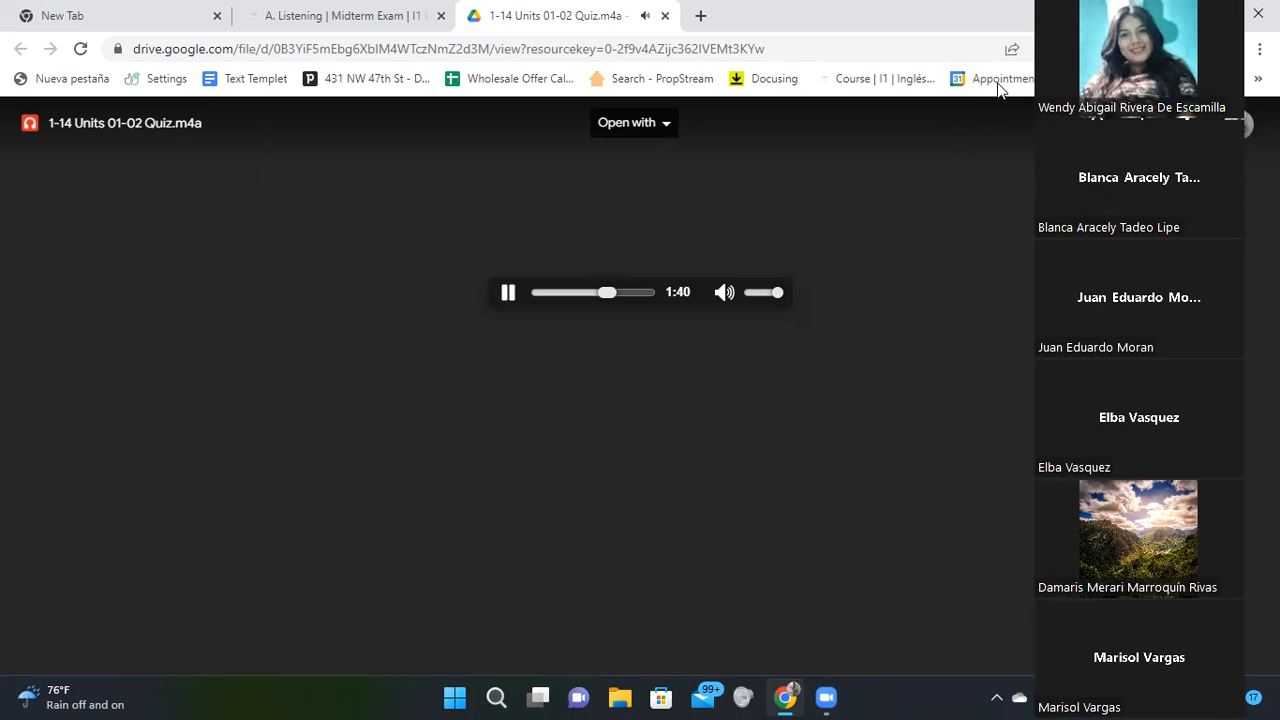 New Tab
A. Listening | Midterm Exam | I1
1-14 Units 01-02 Quiz.m4a -
drive.google.com/file/d/0B3YiF5mEbg6XbIM4WTczNmZ2d3M/view?resourcekey=0-2f9v4AZijc362IVEMt3KYw
Nueva pestaña
Settings
Text Templet
431 NW 47th St - D...
Wholesale Offer Cal...
Search - PropStream
Docusing
Course | I1 | Inglés...
Appointmen
1-14 Units 01-02 Quiz.m4a
Open with
1:40
Wendy Abigail Rivera De Escamilla
Blanca Aracely Ta...
Blanca Aracely Tadeo Lipe
Juan Eduardo Mo...
Juan Eduardo Moran
Elba Vasquez
Elba Vasquez
Damaris Merari Marroquín Rivas
Marisol Vargas
Marisol Vargas
76°F
Rain off and on
99+
17